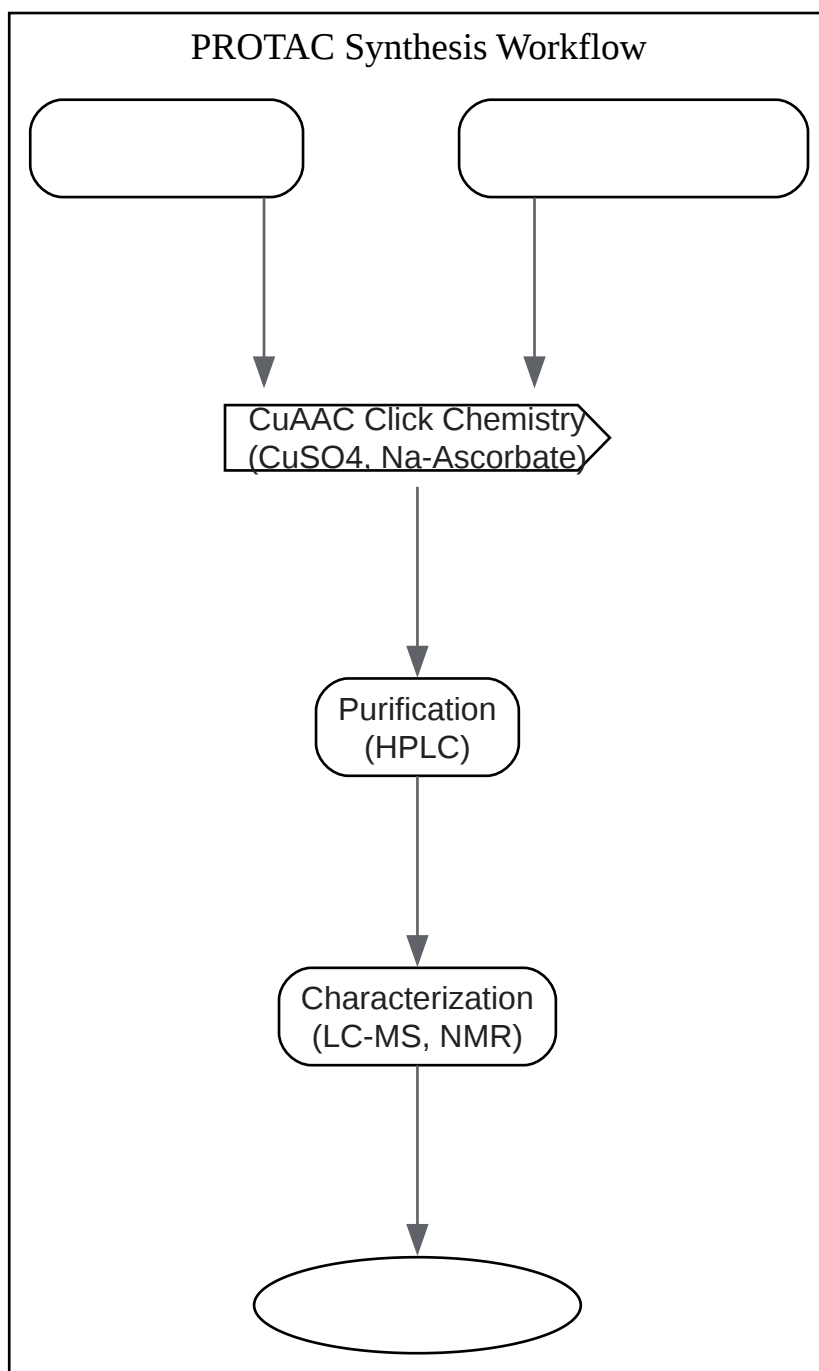 PROTAC Synthesis Workflow
CuAAC Click Chemistry
(CuSO4, Na-Ascorbate)
Purification
(HPLC)
Characterization
(LC-MS, NMR)